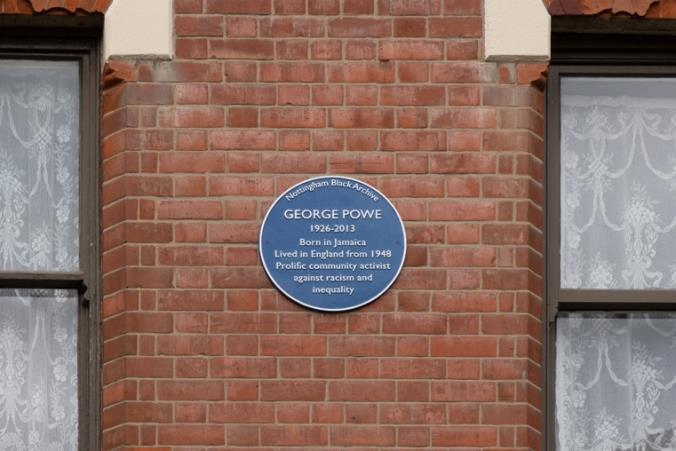 Nottingham Black Archive
GEORGE POWE
1926-2013
Born in Jamaica
Lived in England from 1948
Prolific community activist
against racism and
inequality